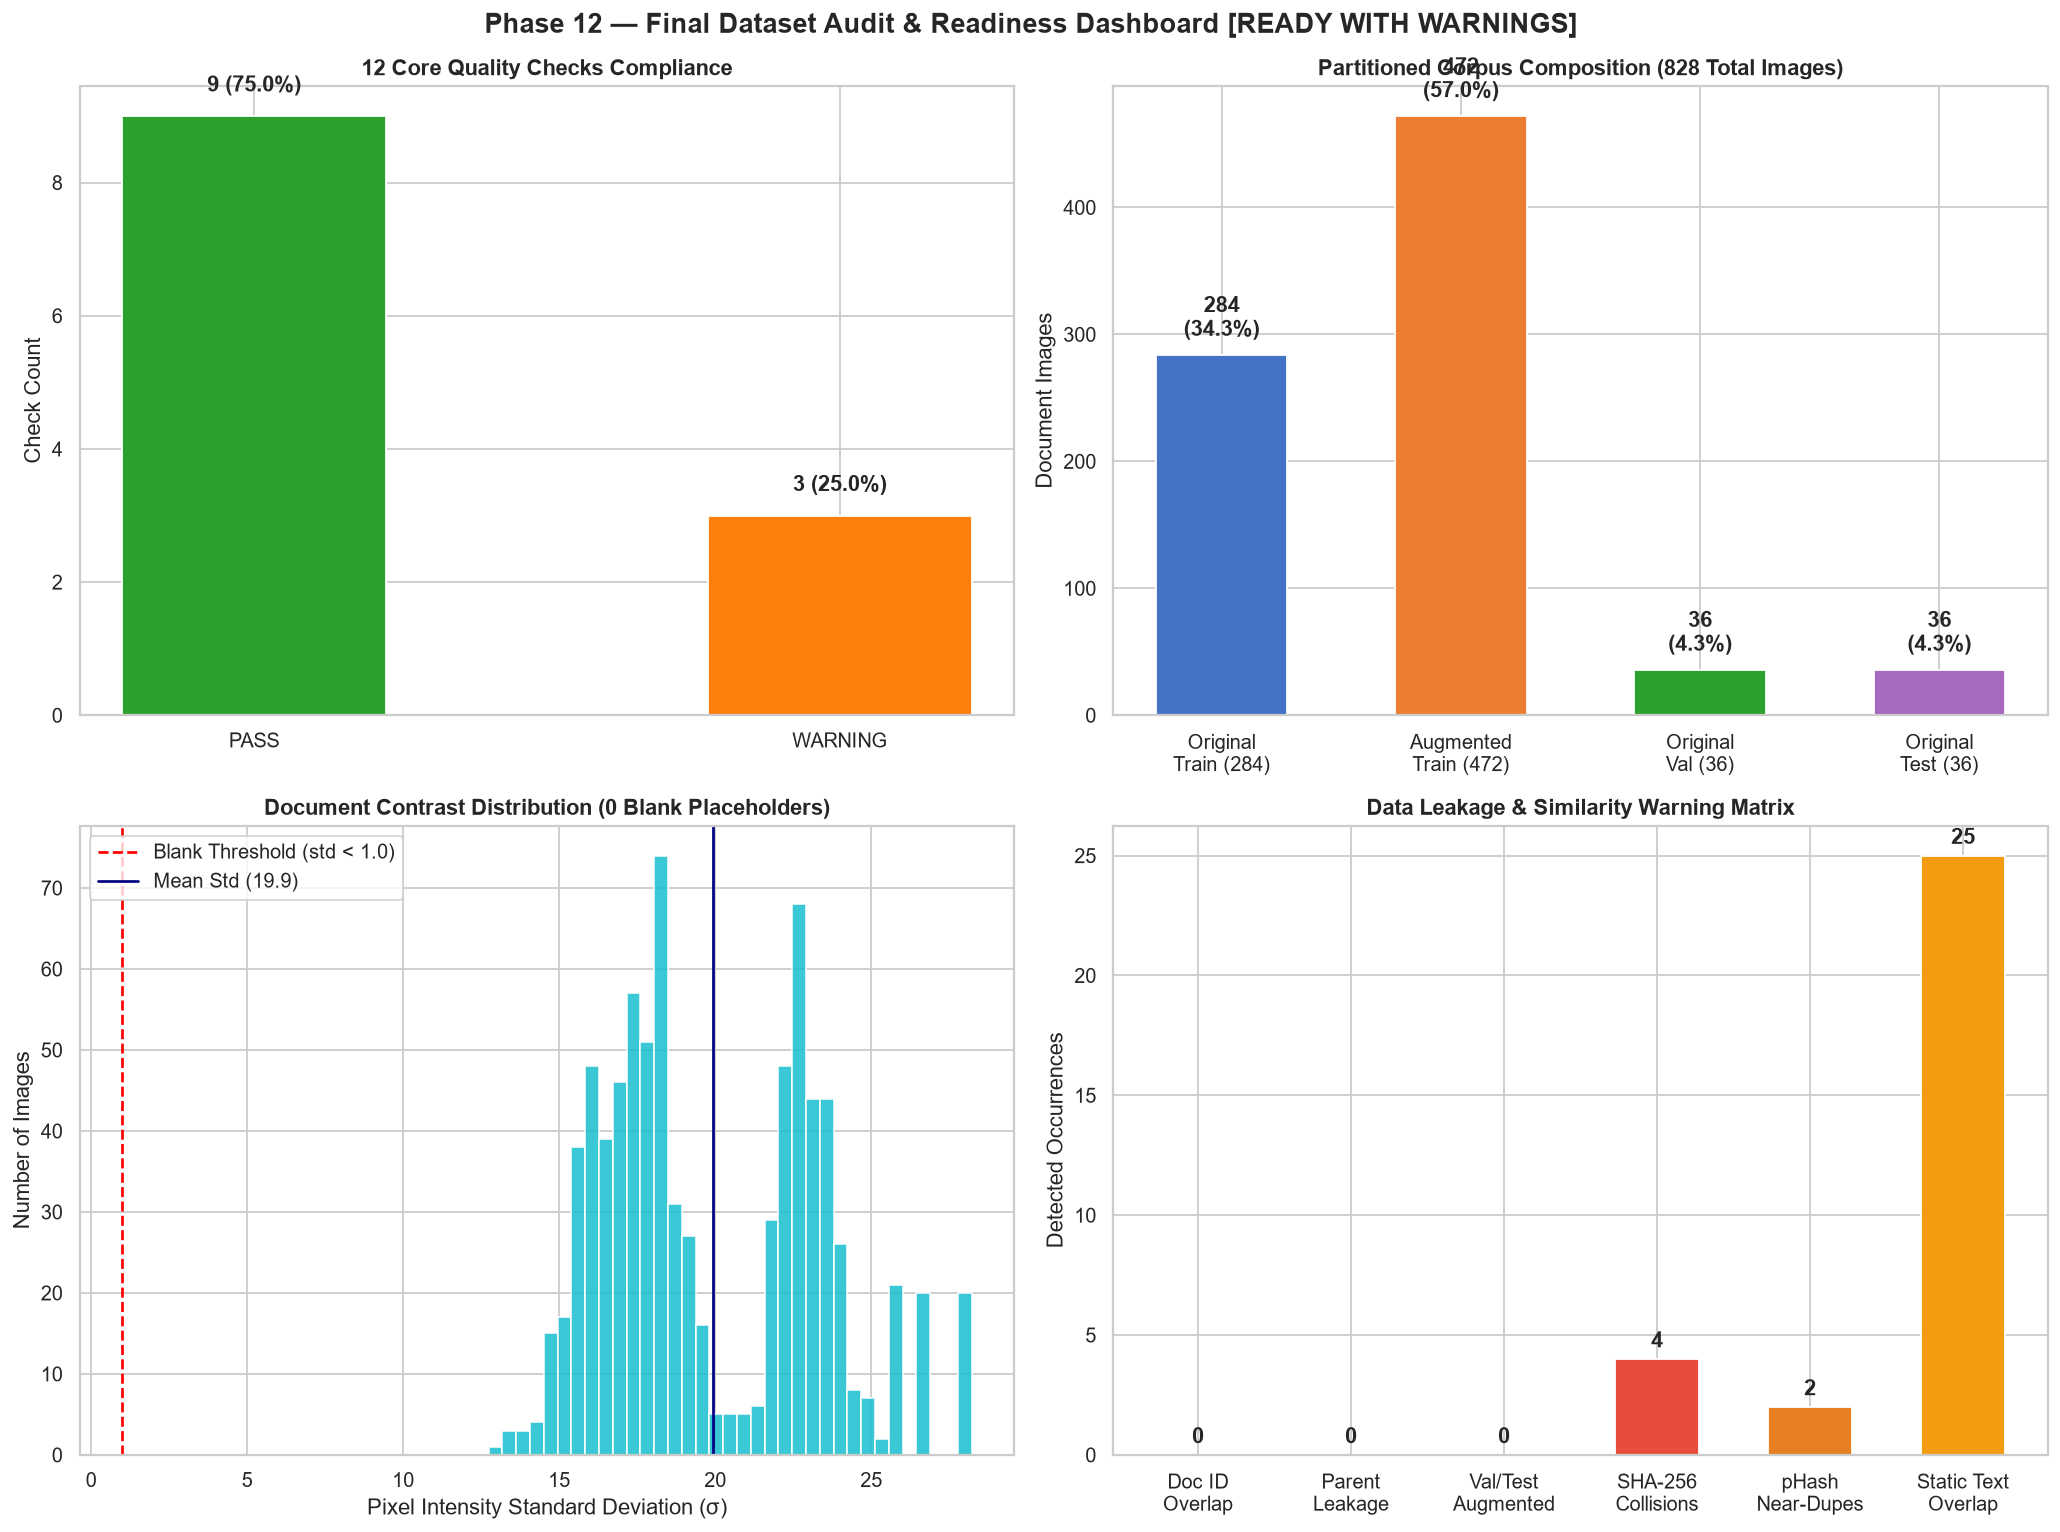 Phase 12 — Final Dataset Audit & Readiness Dashboard [READY WITH WARNINGS]
12 Core Quality Checks Compliance
9 (75.0%)
3 (25.0%)
Check Count
8
6
4
2
0
PASS
WARNING
Partitioned Corpus Composition (828 Total Images)
472
(57.0%)
284
(34.3%)
36
(4.3%)
36
(4.3%)
Document Images
400
300
200
100
0
Original
Train (284)
Augmented
Train (472)
Original
Val (36)
Original
Test (36)
Document Contrast Distribution (0 Blank Placeholders)
Blank Threshold (std < 1.0)
Mean Std (19.9)
Number of Images
70
60
50
40
30
20
10
0
0
5
10
15
20
25
Pixel Intensity Standard Deviation (σ)
Data Leakage & Similarity Warning Matrix
25
4
2
0
0
0
Detected Occurrences
25
20
15
10
5
0
Doc ID
Overlap
Parent
Leakage
Val/Test
Augmented
SHA-256
Collisions
pHash
Near-Dupes
Static Text
Overlap